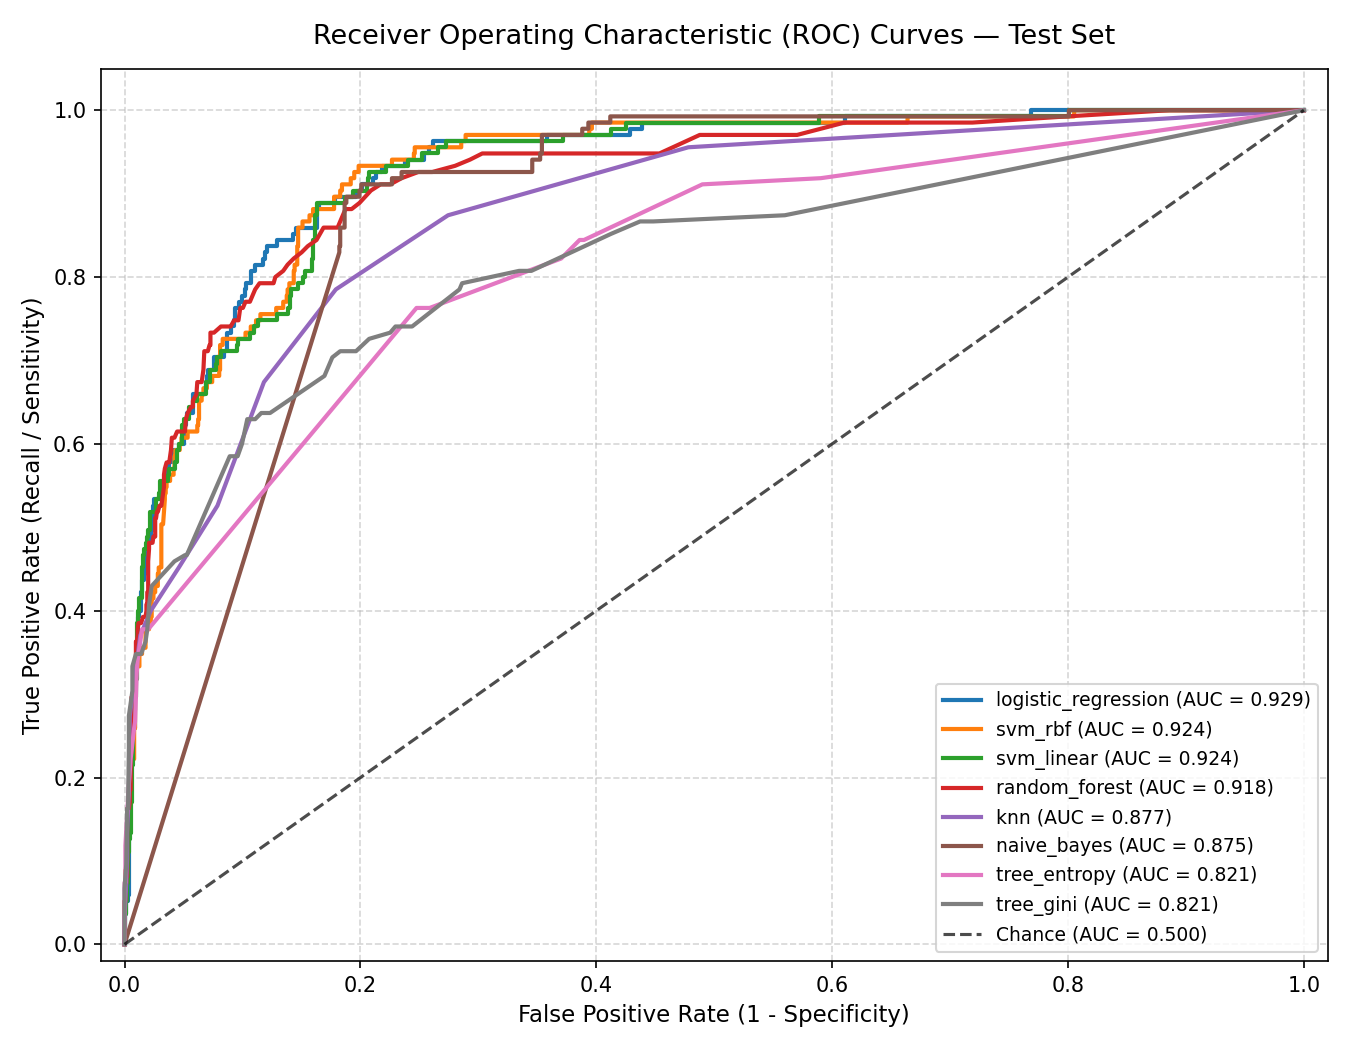 Receiver Operating Characteristic (ROC) Curves — Test Set
True Positive Rate (Recall / Sensitivity)
1.0
0.8
0.6
0.4
0.2
0.0
logistic_regression (AUC = 0.929)
svm_rbf (AUC = 0.924)
svm_linear (AUC = 0.924)
random_forest (AUC = 0.918)
knn (AUC = 0.877)
naive_bayes (AUC = 0.875)
tree_entropy (AUC = 0.821)
tree_gini (AUC = 0.821)
Chance (AUC = 0.500)
0.0 0.2 0.4 0.6 0.8 1.0
False Positive Rate (1 - Specificity)